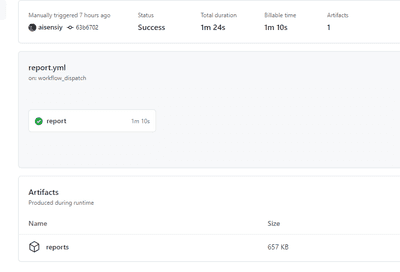 Manually triggered 7 hours ago Status Total duration Billable time Artifacts
aisensiy 63b6702 Success 1m 24s 1m 10s 1
report.yml
on: workflow_dispatch
report 1m 10s
Artifacts
Produced during runtime
Name Size
reports 657 KB